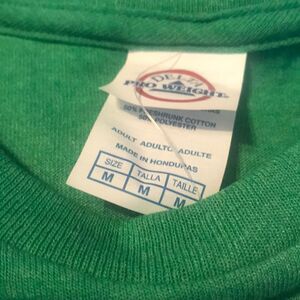 DELTA
PRO WEIGHT
50% PRESHRUNK COTTON
50% POLYESTER
ADULT ADULTO ADULTE
MADE IN HONDURAS
SIZE TALLA TAILLE
M M M